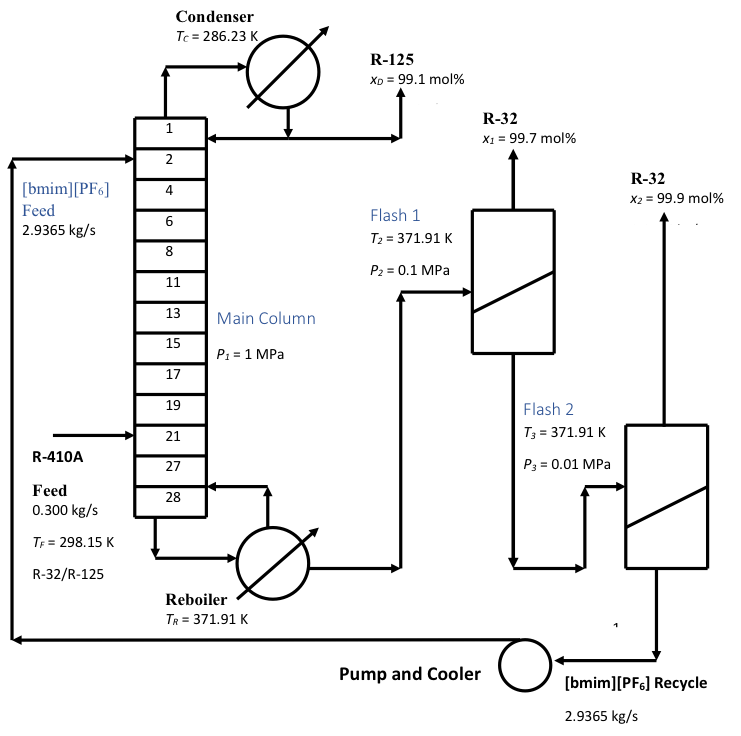 Condenser
TC = 286.23 K
R-125
xD = 99.1 mol%
R-32
x1 = 99.7 mol%
R-32
x2 = 99.9 mol%
1
2
4
6
8
11
13
15
17
19
21
27
28
[bmim][PF6]
Feed
2.9365 kg/s
Main Column
P1 = 1 MPa
Flash 1
T2 = 371.91 K
P2 = 0.1 MPa
Flash 2
T3 = 371.91 K
P3 = 0.01 MPa
R-410A
Feed
0.300 kg/s
TF = 298.15 K
R-32/R-125
Reboiler
TR = 371.91 K
Pump and Cooler
[bmim][PF6] Recycle
2.9365 kg/s